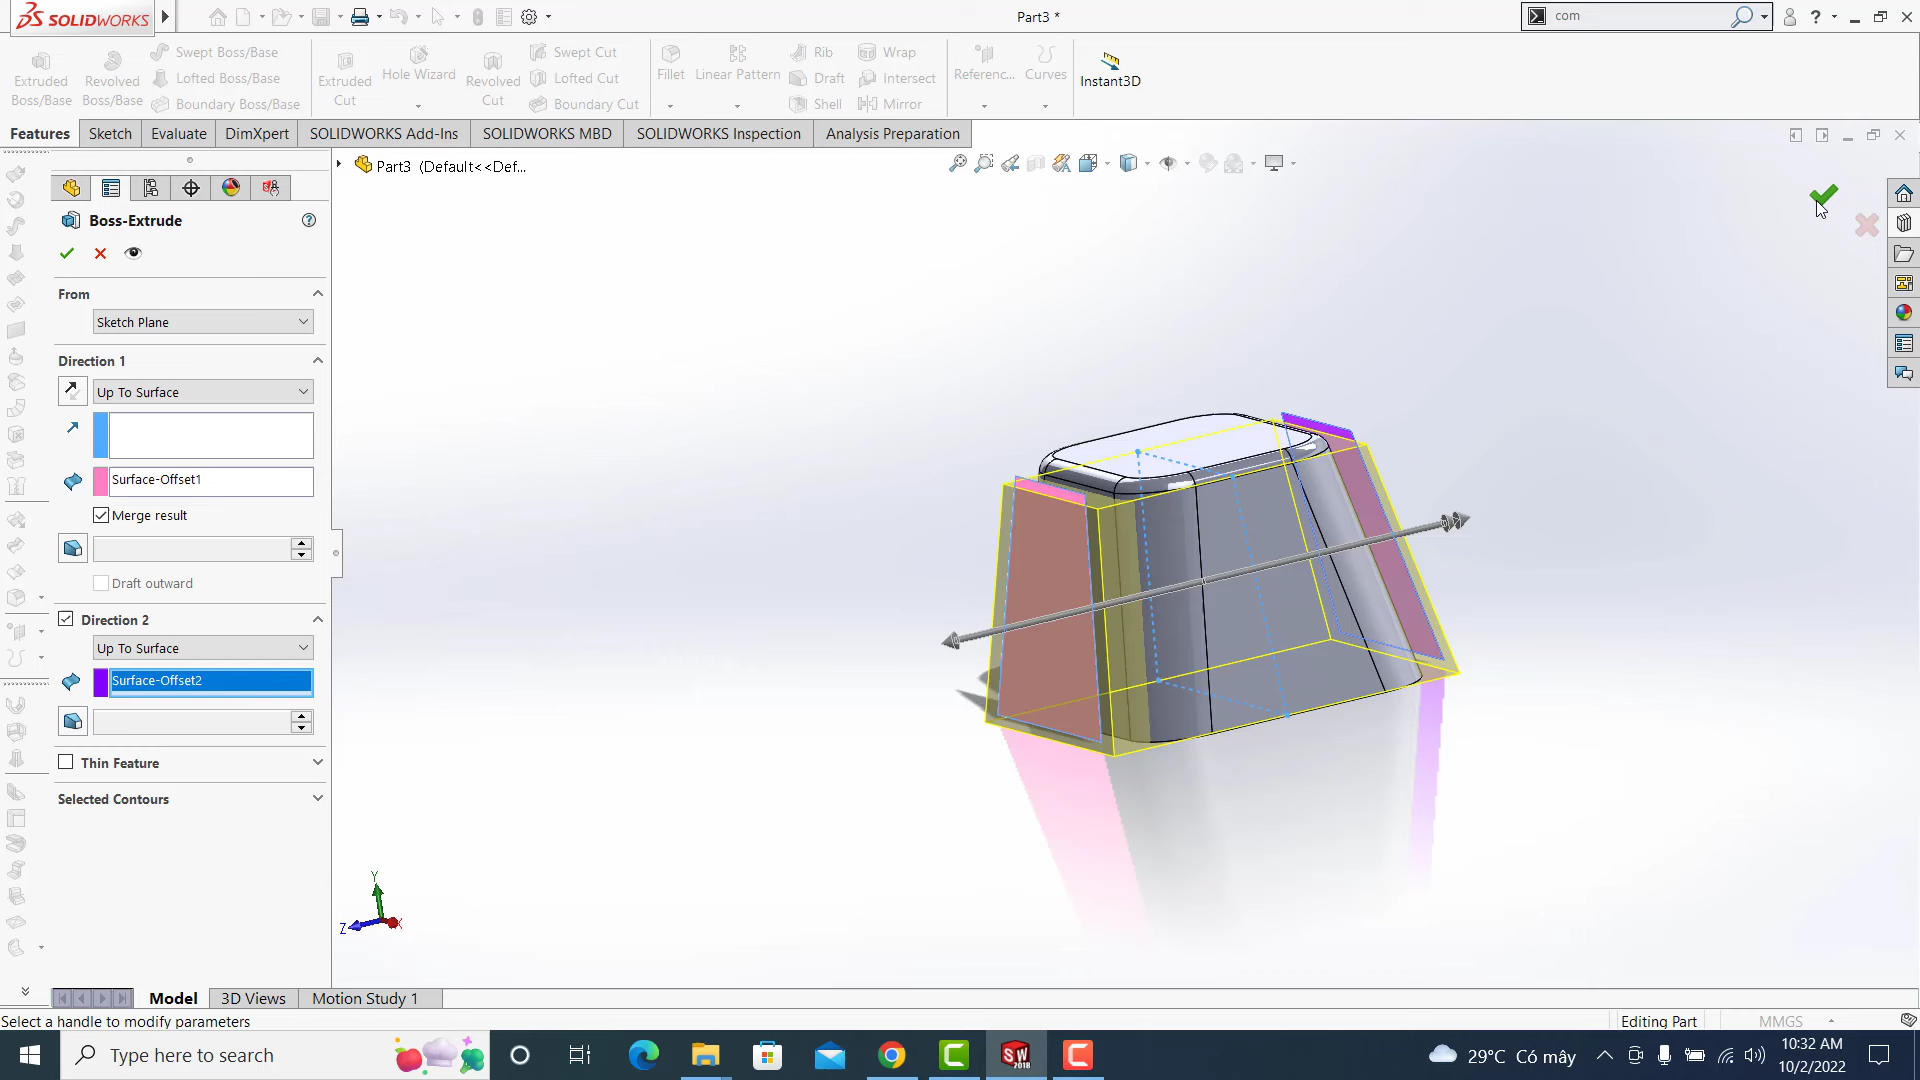 SOLIDWORKS
Part3 *
com
Extruded Boss/Base
Revolved Boss/Base
Swept Boss/Base
Lofted Boss/Base
Boundary Boss/Base
Extruded Cut
Hole Wizard
Revolved Cut
Swept Cut
Lofted Cut
Boundary Cut
Fillet
Linear Pattern
Rib
Draft
Shell
Wrap
Intersect
Mirror
Referenc...
Curves
Instant3D
Features
Sketch
Evaluate
DimXpert
SOLIDWORKS Add-Ins
SOLIDWORKS MBD
SOLIDWORKS Inspection
Analysis Preparation
Part3 (Default<<Def...
Boss-Extrude
From
Sketch Plane
Direction 1
Up To Surface
Surface-Offset1
Merge result
Draft outward
Direction 2
Up To Surface
Surface-Offset2
Thin Feature
Selected Contours
Y
Z
X
Model
3D Views
Motion Study 1
Select a handle to modify parameters
Editing Part
MMGS
Type here to search
SW
2018
29°C Có mây
10:32 AM
10/2/2022